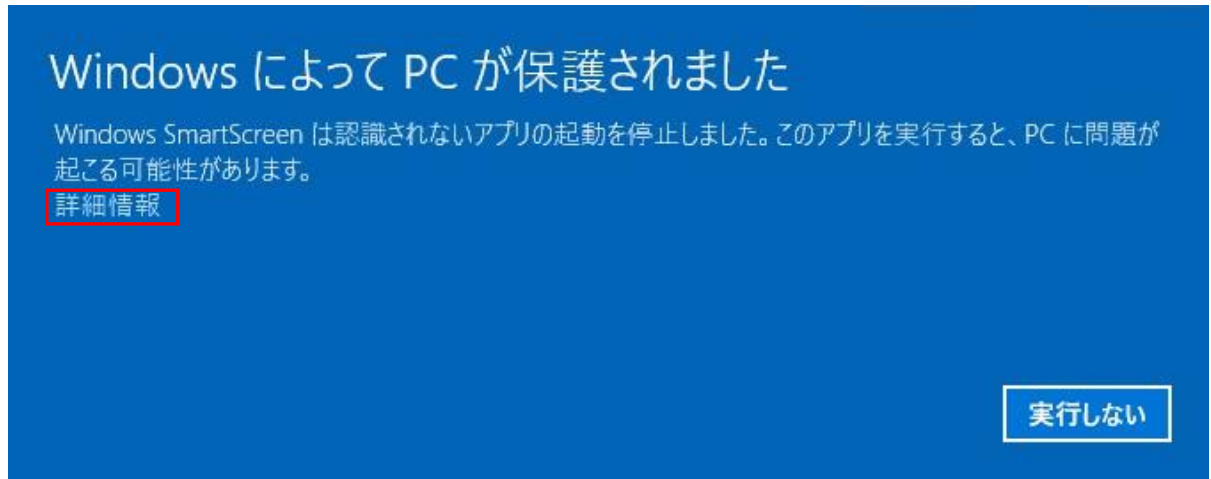 Windows によって PC が保護されました
Windows SmartScreen は認識されないアプリの起動を停止しました。このアプリを実行すると、PC に問題が
起こる可能性があります。
詳細情報
実行しない